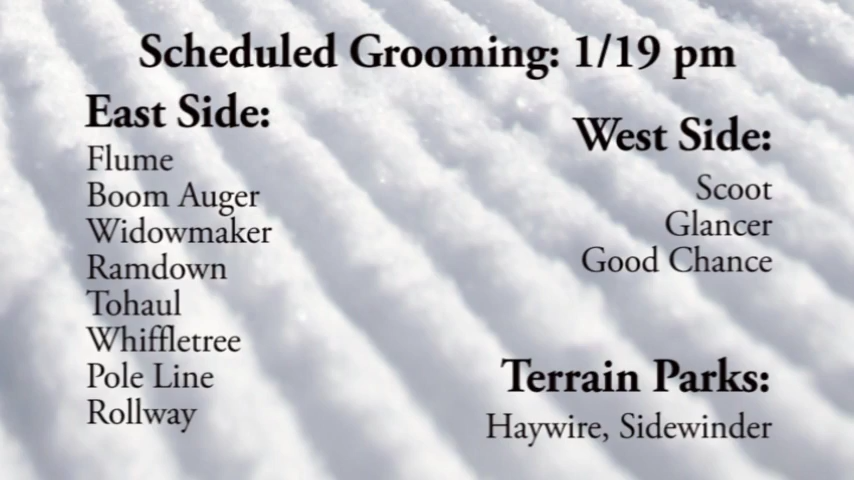 Scheduled Grooming: 1/19 pm
East Side:
Flume
Boom Auger
Widowmaker
Ramdown
Tohaul
Whiffletree
Pole Line
Rollway
West Side:
Scoot
Glancer
Good Chance
Terrain Parks:
Haywire, Sidewinder